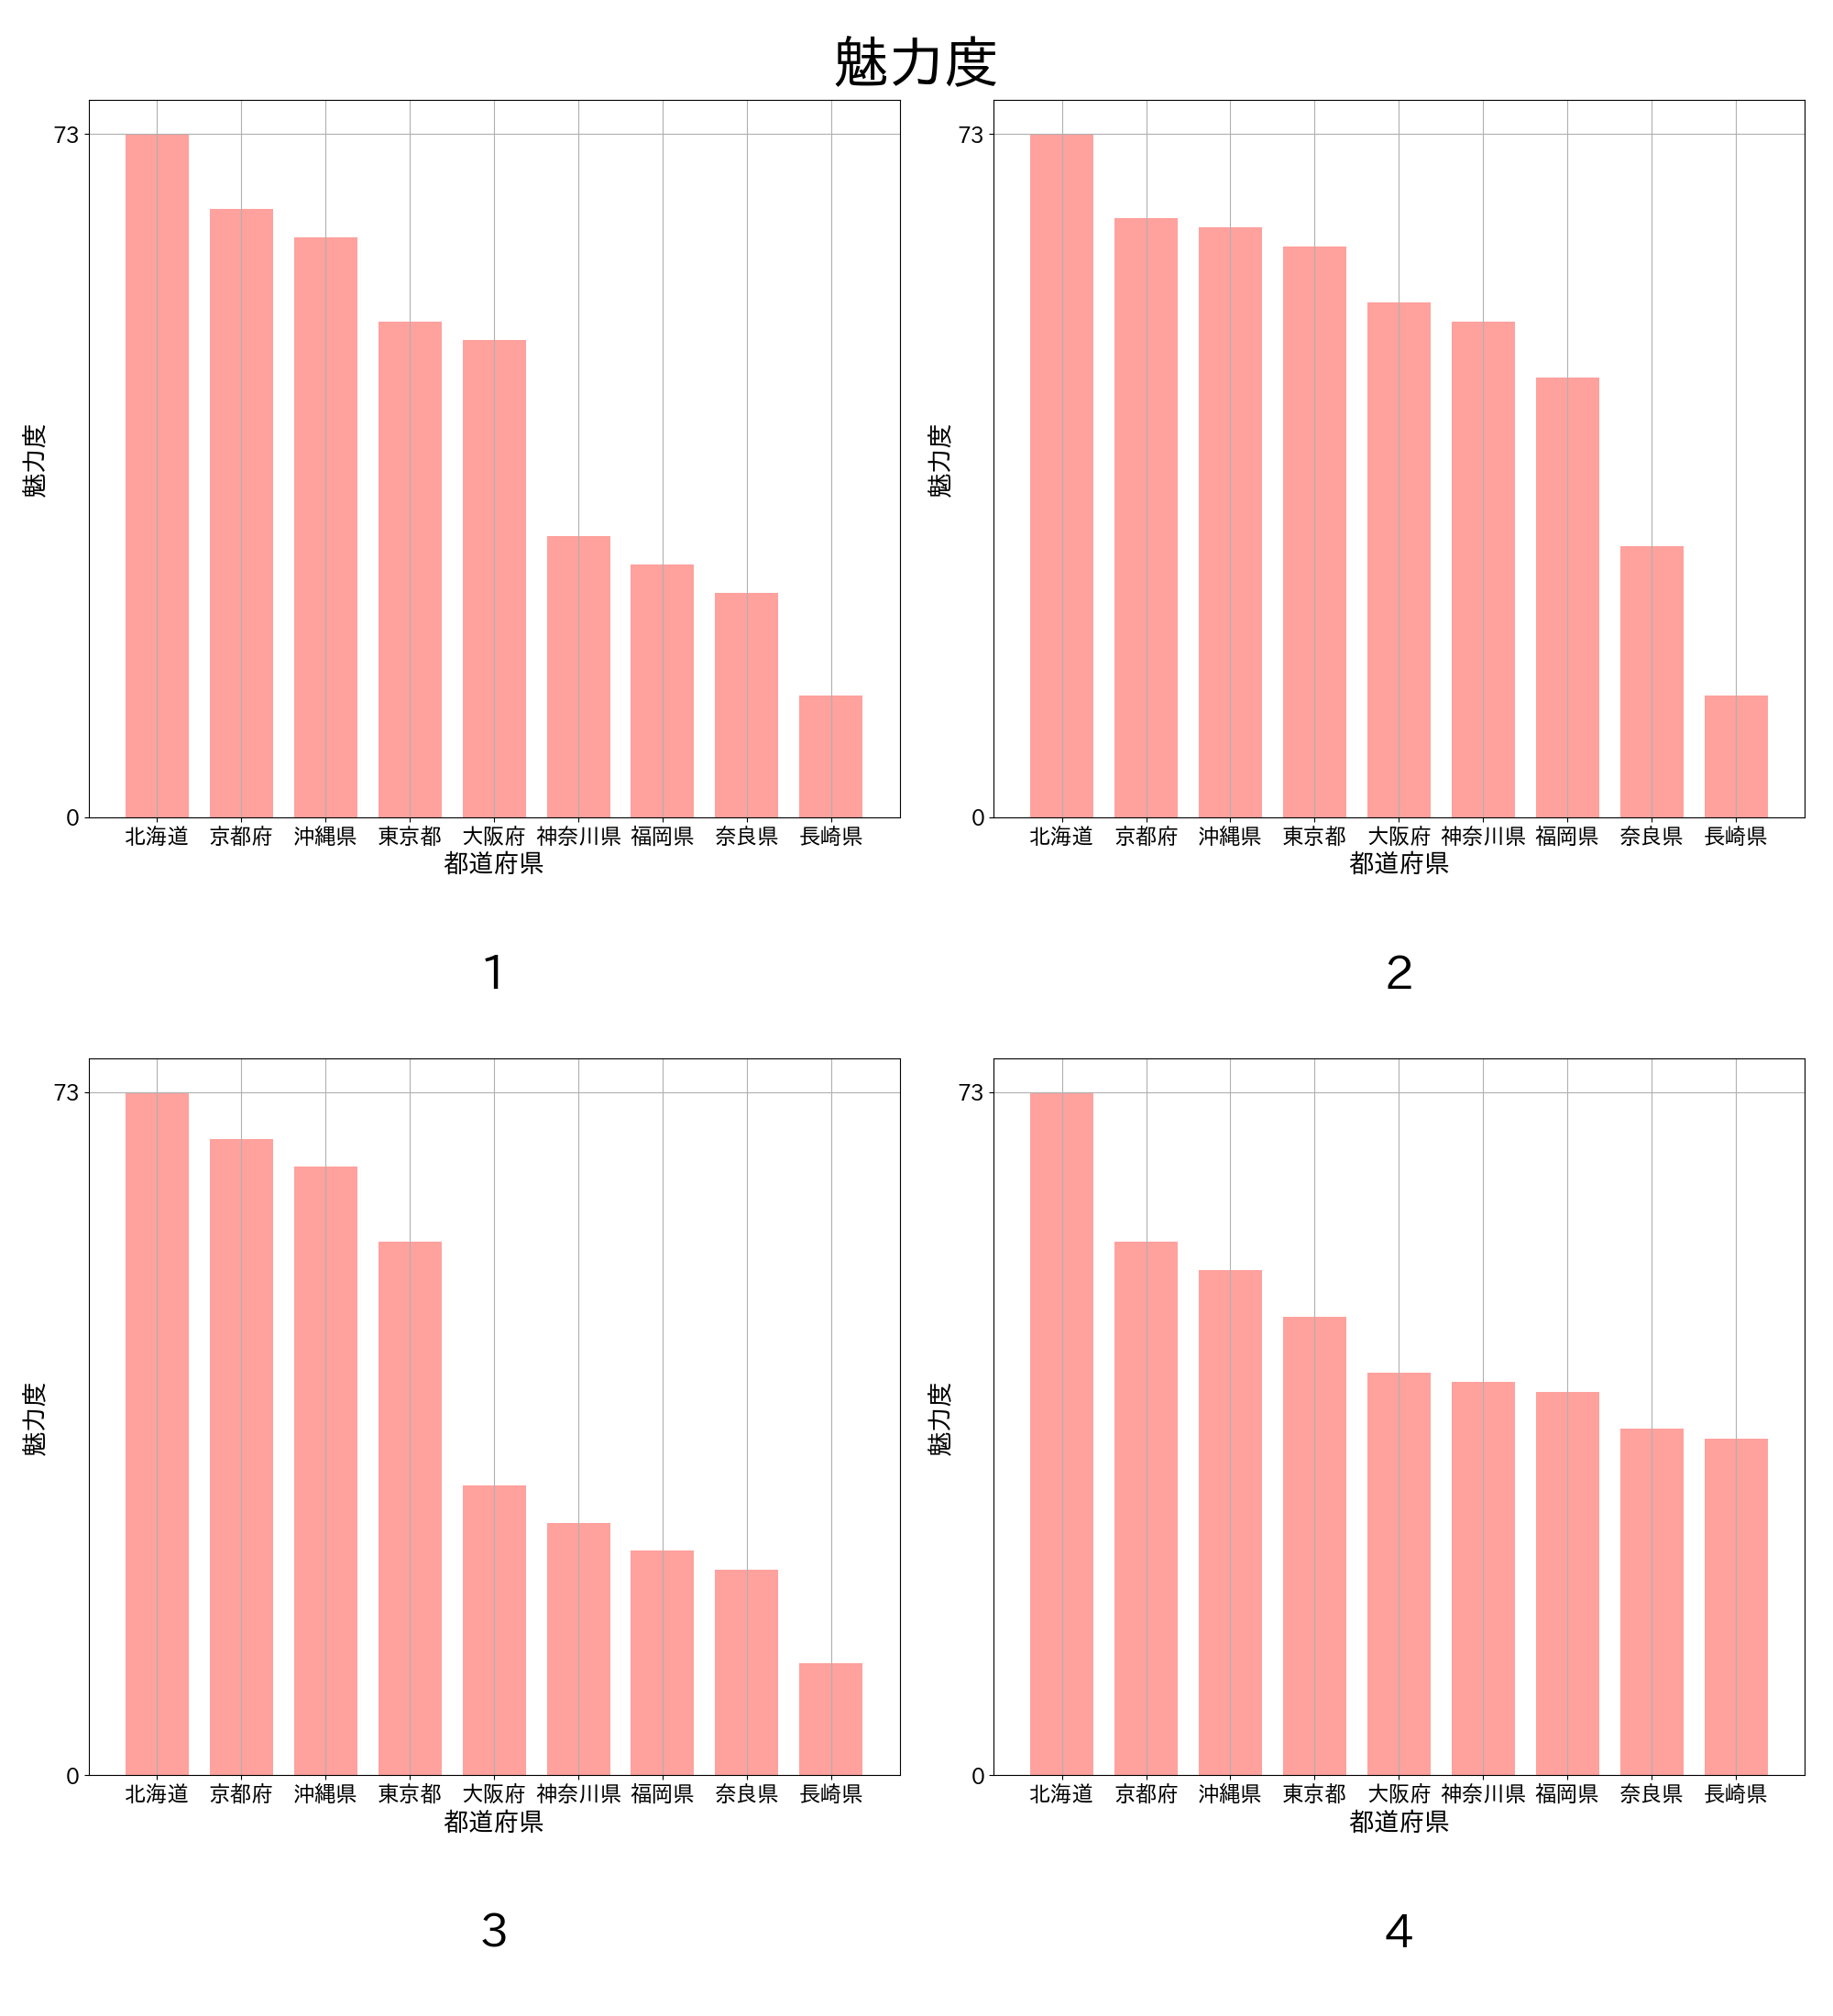 魅力度
73
0
魅力度
北海道 京都府 沖縄県 東京都 大阪府 神奈川県 福岡県 奈良県 長崎県
都道府県
1
73
0
魅力度
北海道 京都府 沖縄県 東京都 大阪府 神奈川県 福岡県 奈良県 長崎県
都道府県
2
73
0
魅力度
北海道 京都府 沖縄県 東京都 大阪府 神奈川県 福岡県 奈良県 長崎県
都道府県
3
73
0
魅力度
北海道 京都府 沖縄県 東京都 大阪府 神奈川県 福岡県 奈良県 長崎県
都道府県
4